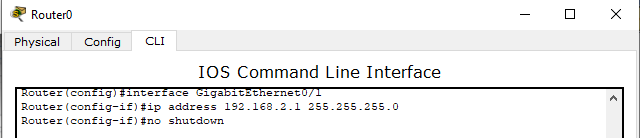 Router0
Physical Config CLI
IOS Command Line Interface
Router(config)#interface GigabitEthernet0/1
Router(config-if)#ip address 192.168.2.1 255.255.255.0
Router(config-if)#no shutdown